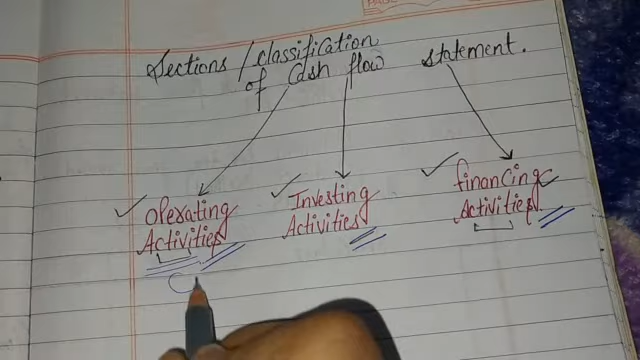 Sections / classification
of Cash flow statement.
Operating
Activities
Investing
Activities
financing
Activities